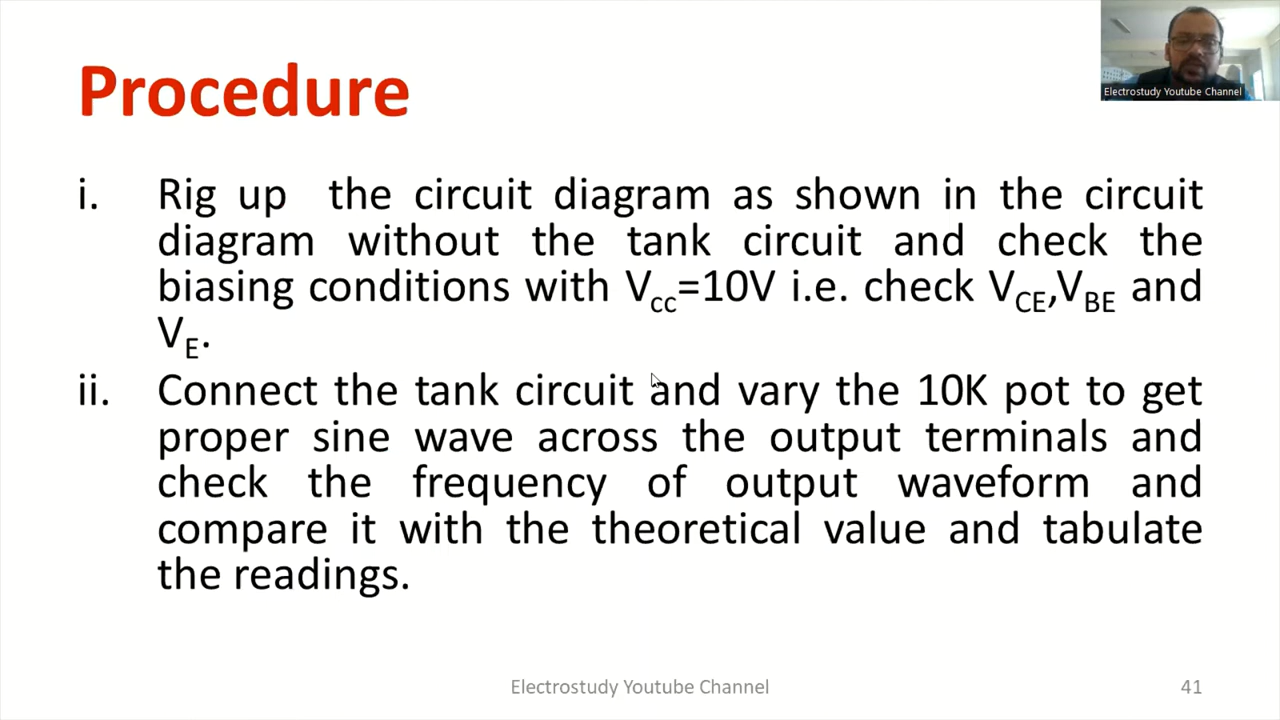 Procedure
Electrostudy Youtube Channel
i. Rig up the circuit diagram as shown in the circuit
diagram without the tank circuit and check the
biasing conditions with Vcc=10V i.e. check VCE,VBE and
VE.
ii. Connect the tank circuit and vary the 10K pot to get
proper sine wave across the output terminals and
check the frequency of output waveform and
compare it with the theoretical value and tabulate
the readings.
Electrostudy Youtube Channel
41